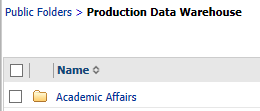 Public Folders > Production Data Warehouse
Name
Academic Affairs